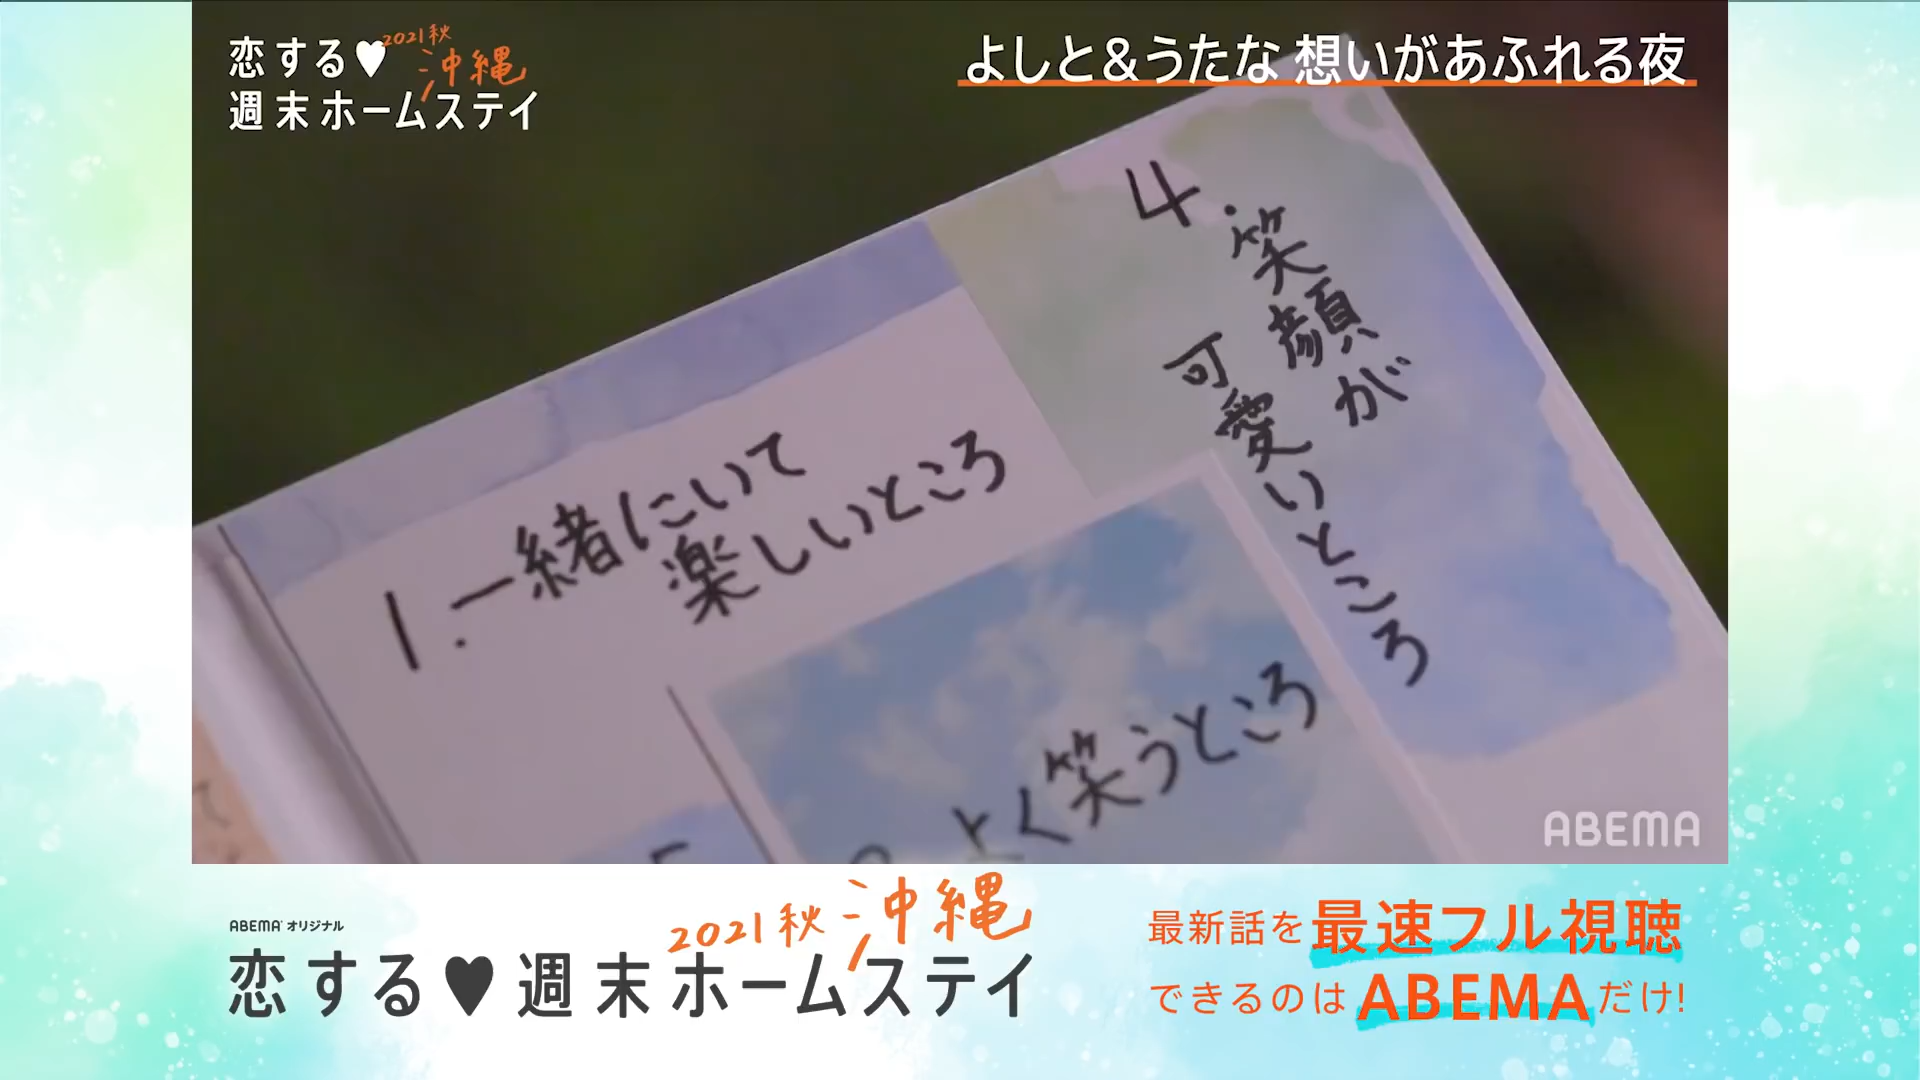 恋する♥
2021秋
沖縄
週末ホームステイ
よしと&うたな 想いがあふれる夜
4.笑顔が
可愛いところ
1.一緒にいて
楽しいところ
よく笑うところ
ABEMA
ABEMAオリジナル
2021秋 沖縄
恋する♥週末ホームステイ
最新話を最速フル視聴
できるのはABEMAだけ!